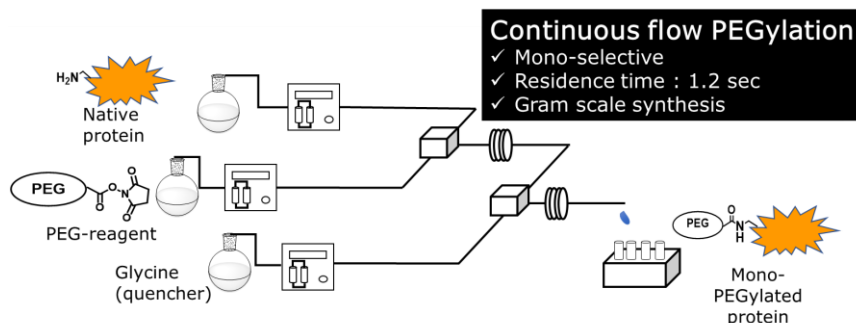 Continuous flow PEGylation
✓ Mono-selective
✓ Residence time : 1.2 sec
✓ Gram scale synthesis
H₂N
Native
protein
PEG
O
O
N
O
O
PEG-reagent
Glycine
(quencher)
PEG
O
N
H
Mono-
PEGylated
protein